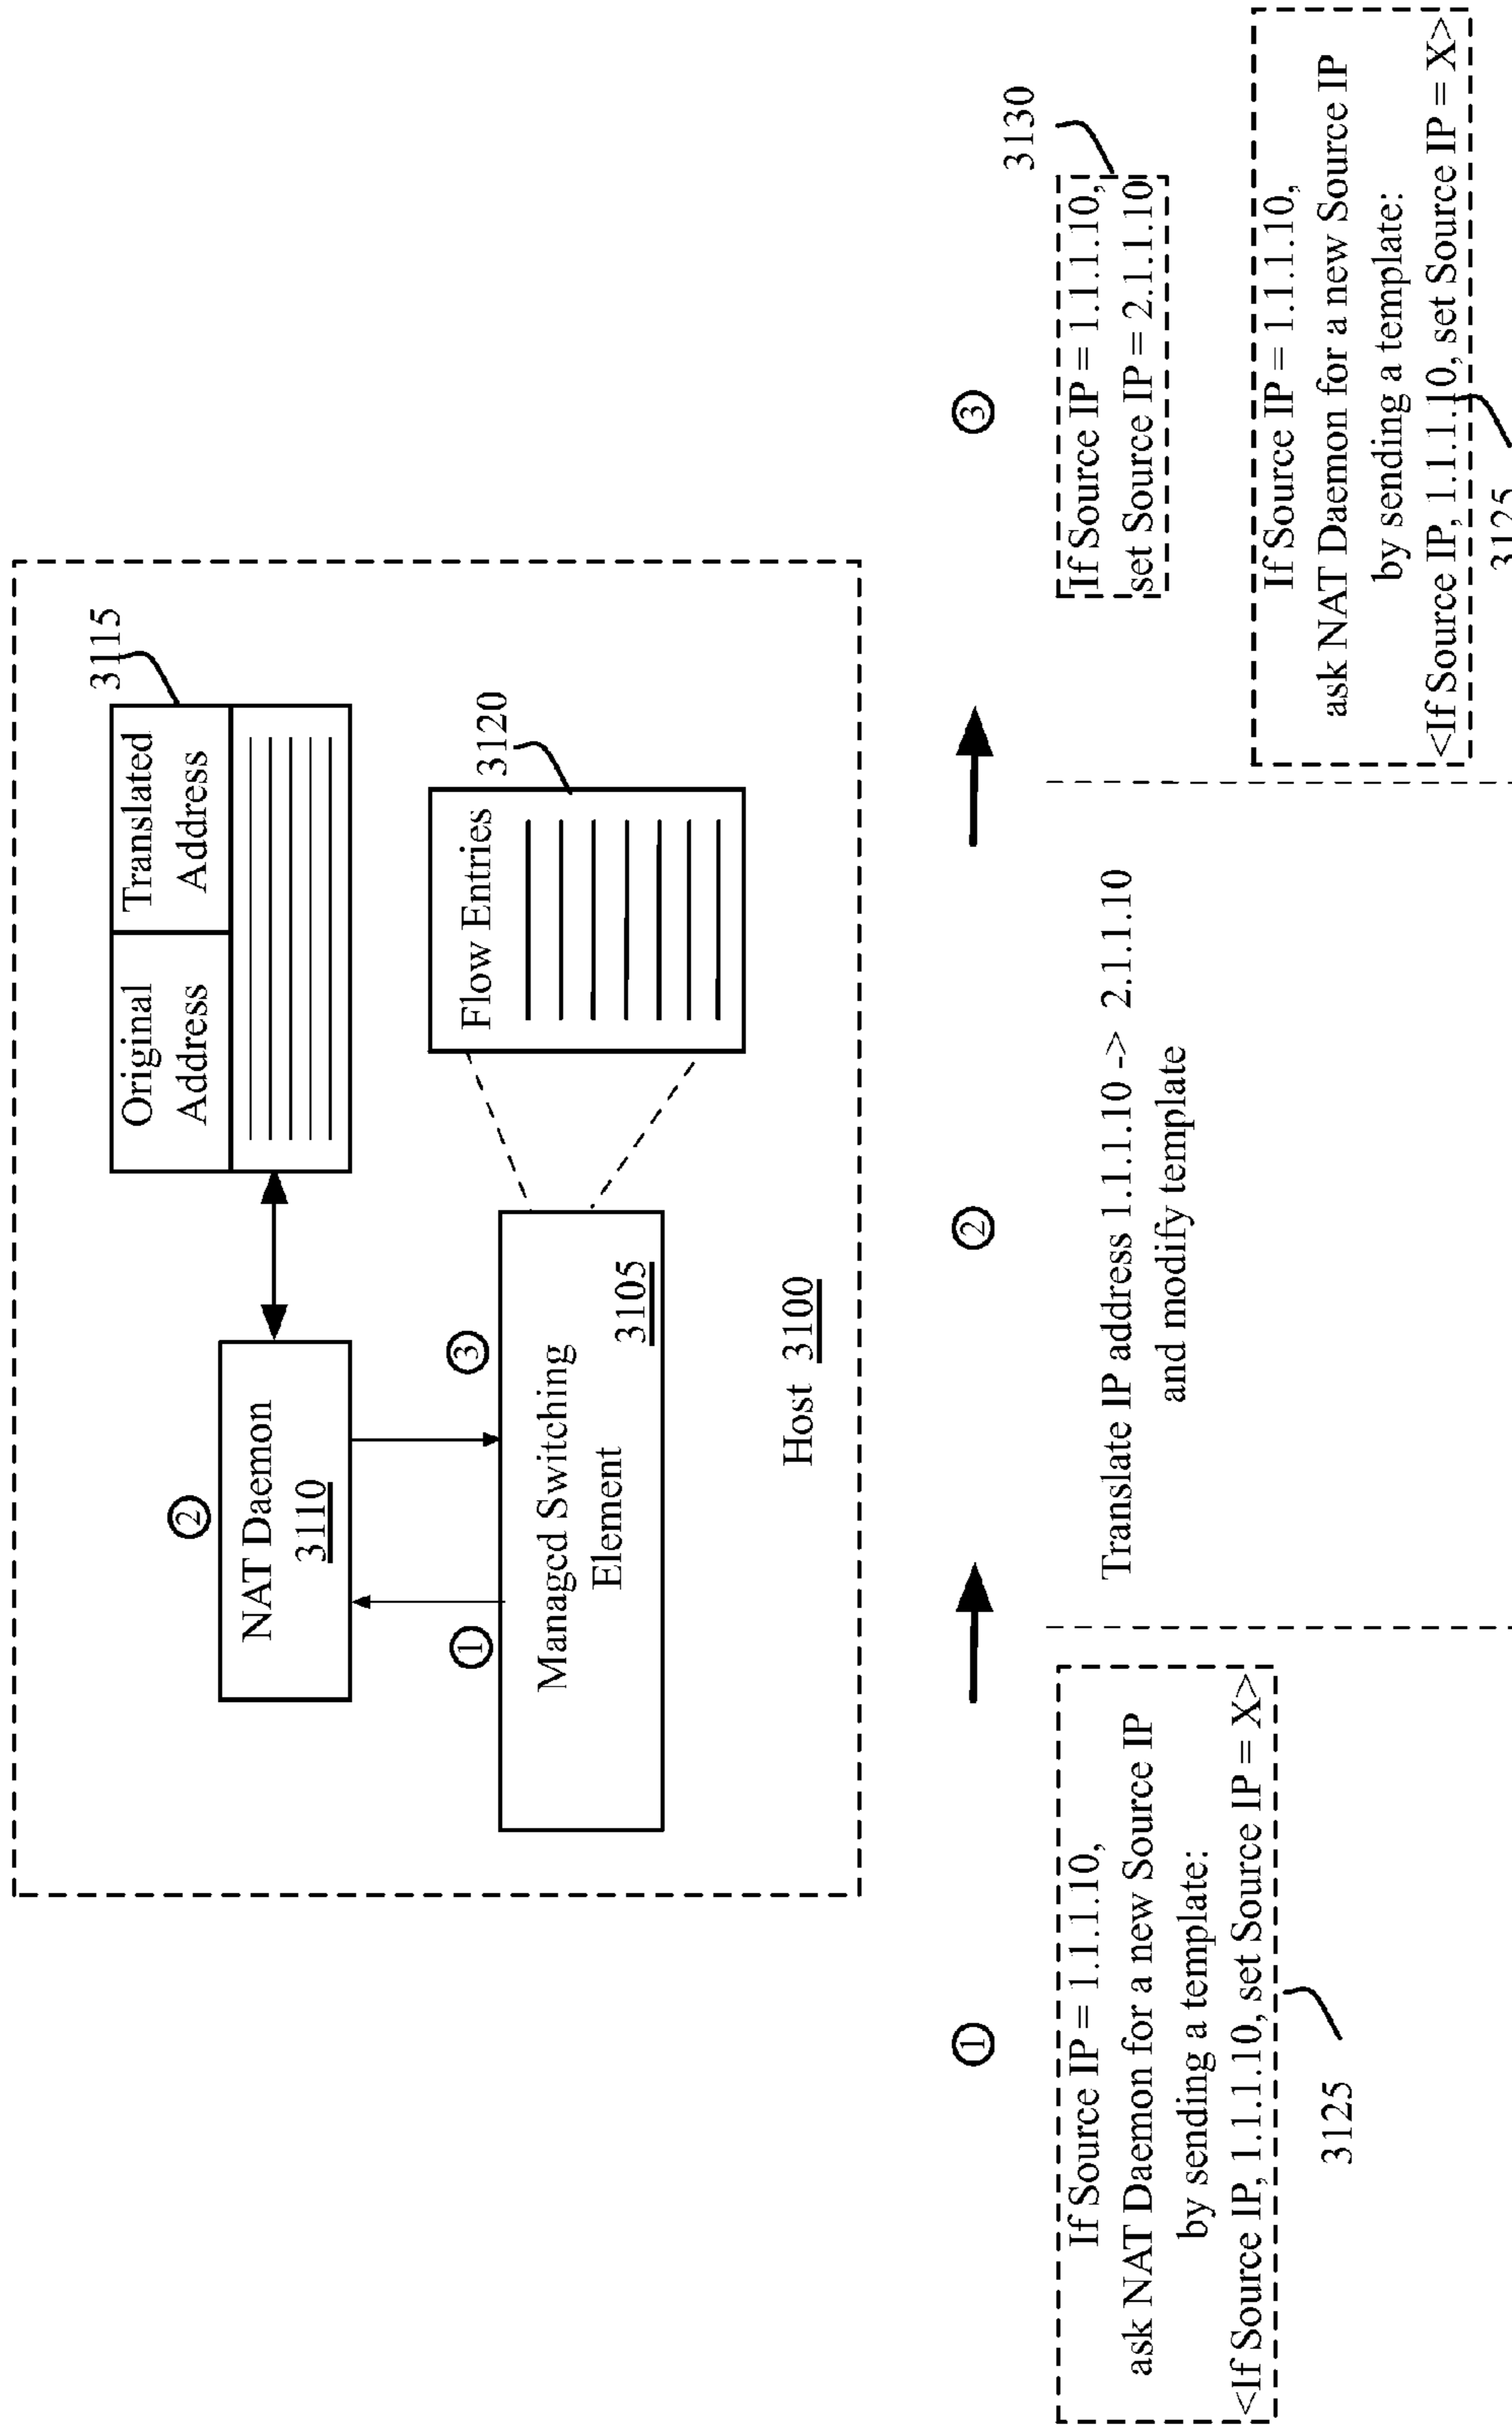 Original
Address
Translated
Address
3115
②
NAT Daemon
3110
Flow Entries
3120
①
③
Managed Switching
Element
3105
Host 3100
①
If Source IP = 1.1.1.10,
ask NAT Daemon for a new Source IP
by sending a template:
<If Source IP, 1.1.1.10, set Source IP = X>
3125
②
Translate IP address 1.1.1.10 -> 2.1.1.10
and modify template
③
3130
If Source IP = 1.1.1.10,
set Source IP = 2.1.1.10
If Source IP = 1.1.1.10,
ask NAT Daemon for a new Source IP
by sending a template:
<If Source IP, 1.1.1.10, set Source IP = X>
3125